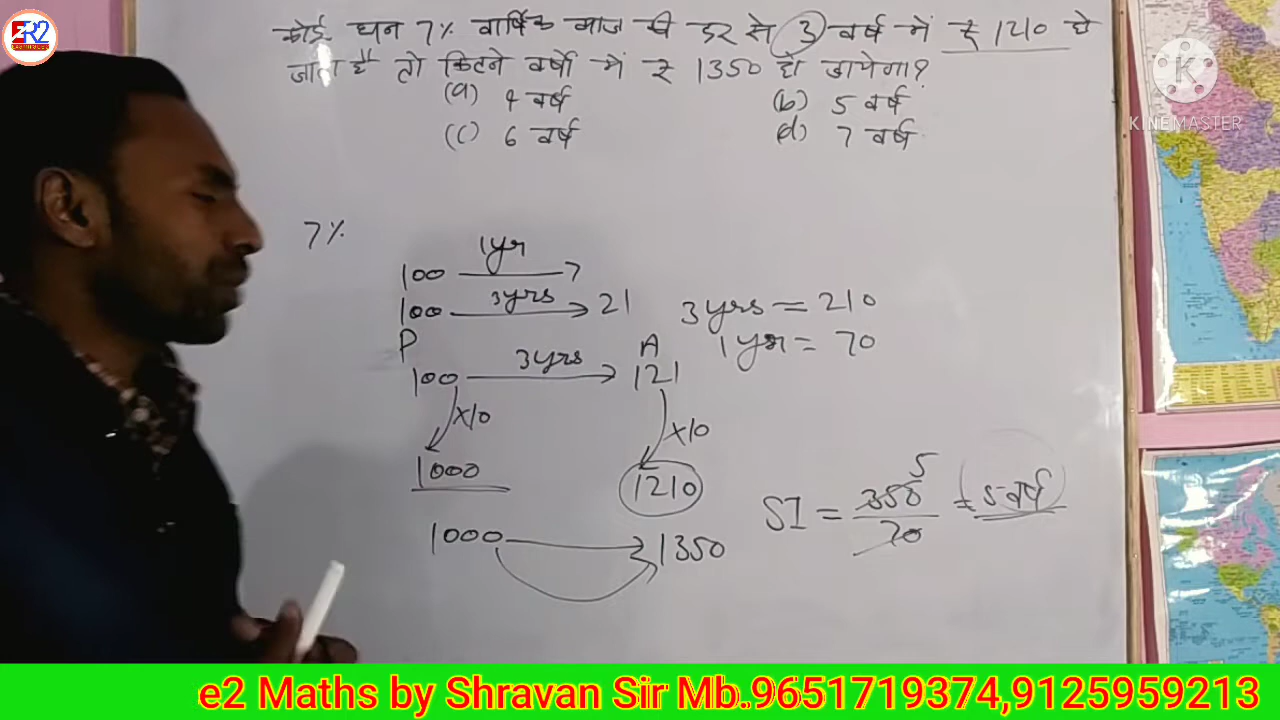 ER2
कोई धन 7% वार्षिक ब्याज की दर से 3 वर्ष में ₹ 1210 हो
जाता है तो कितने वर्षों में ₹ 1350 हो जायेगा?
(a) 4 वर्ष (b) 5 वर्ष
(c) 6 वर्ष (d) 7 वर्ष
KINEMASTER
7%
100 1yr → 7
100 3yrs → 21
3yrs = 210
1yr = 70
P A
100 3yrs → 121
×10 ×10
1000 1210
SI = 350 5 / 70 = 5 वर्ष
1000 → 1350
e2 Maths by Shravan Sir Mb.9651719374,9125959213